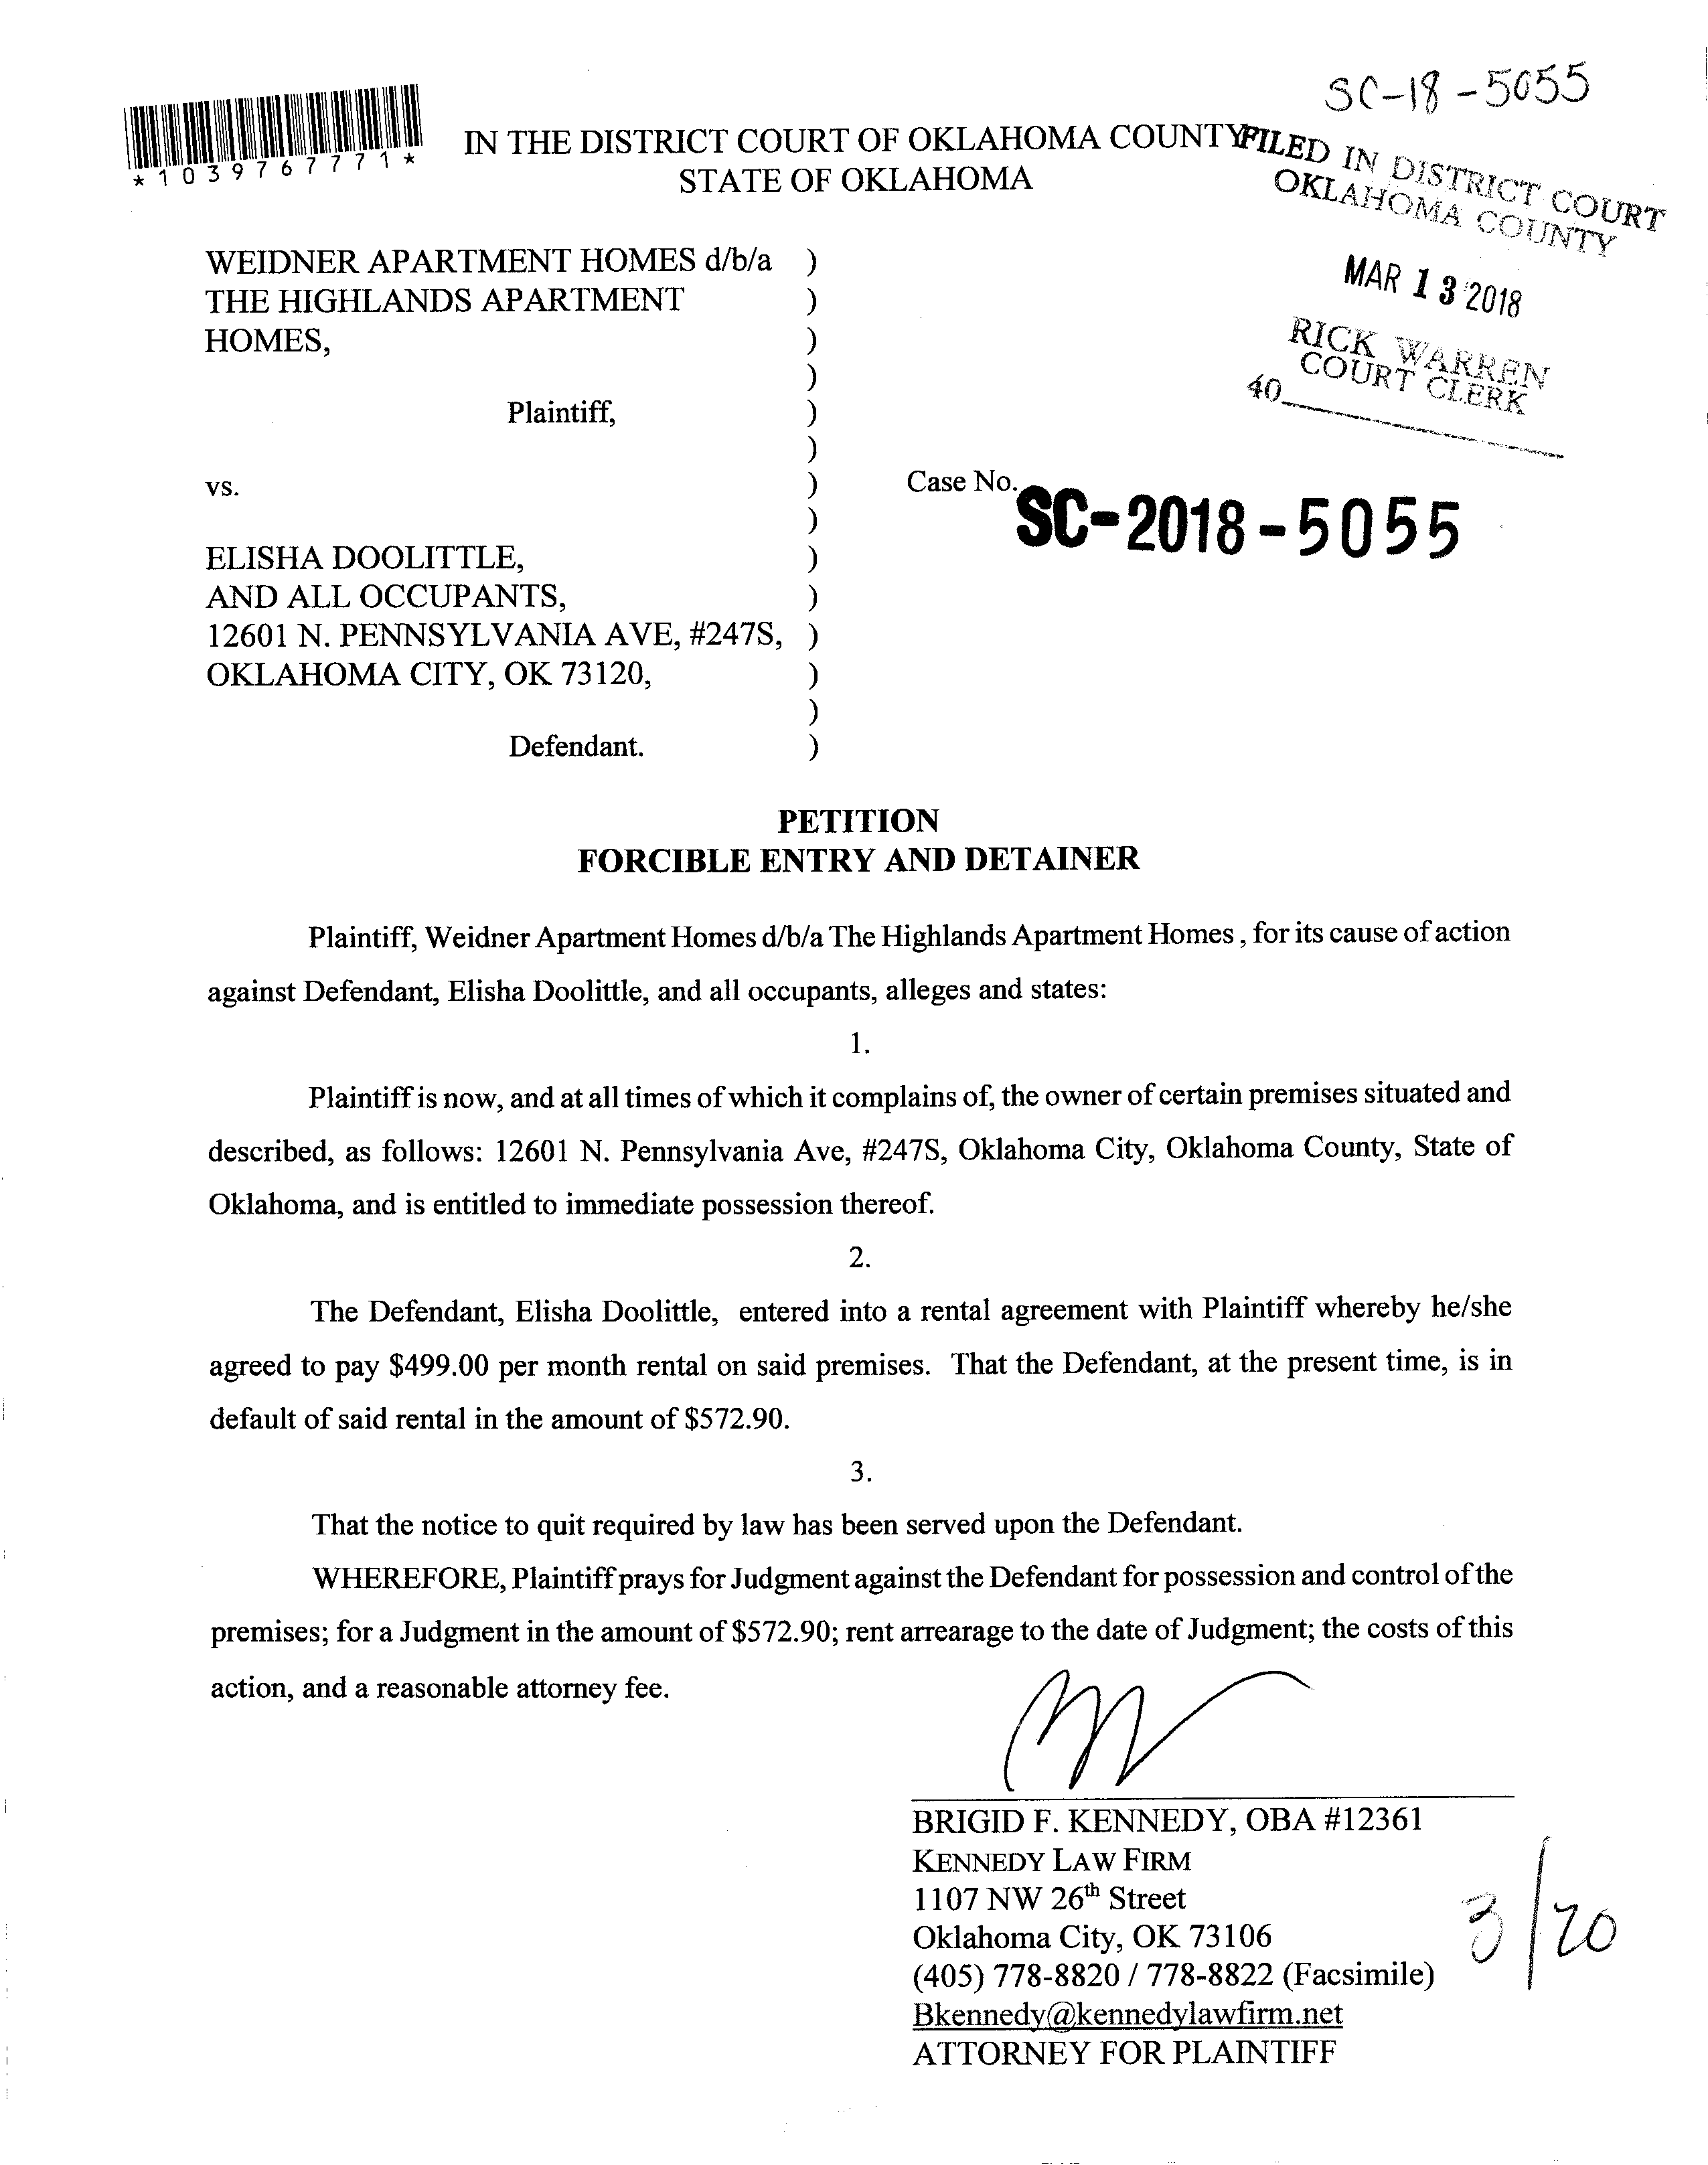 SC-18-5055
*1039767771*
IN THE DISTRICT COURT OF OKLAHOMA COUNTY
STATE OF OKLAHOMA
FILED IN DISTRICT COURT
OKLAHOMA COUNTY
MAR 13 2018
RICK WARREN
COURT CLERK
40
WEIDNER APARTMENT HOMES d/b/a )
THE HIGHLANDS APARTMENT )
HOMES, )
)
Plaintiff, )
)
vs. )
Case No. SC-2018-5055
)
ELISHA DOOLITTLE, )
AND ALL OCCUPANTS, )
12601 N. PENNSYLVANIA AVE, #247S, )
OKLAHOMA CITY, OK 73120, )
)
Defendant. )
PETITION
FORCIBLE ENTRY AND DETAINER
Plaintiff, Weidner Apartment Homes d/b/a The Highlands Apartment Homes , for its cause of action
against Defendant, Elisha Doolittle, and all occupants, alleges and states:
1.
Plaintiff is now, and at all times of which it complains of, the owner of certain premises situated and
described, as follows: 12601 N. Pennsylvania Ave, #247S, Oklahoma City, Oklahoma County, State of
Oklahoma, and is entitled to immediate possession thereof.
2.
The Defendant, Elisha Doolittle, entered into a rental agreement with Plaintiff whereby he/she
agreed to pay $499.00 per month rental on said premises. That the Defendant, at the present time, is in
default of said rental in the amount of $572.90.
3.
That the notice to quit required by law has been served upon the Defendant.
WHEREFORE, Plaintiff prays for Judgment against the Defendant for possession and control of the
premises; for a Judgment in the amount of $572.90; rent arrearage to the date of Judgment; the costs of this
action, and a reasonable attorney fee.
BRIGID F. KENNEDY, OBA #12361
KENNEDY LAW FIRM
1107 NW 26th Street
Oklahoma City, OK 73106
(405) 778-8820 / 778-8822 (Facsimile)
Bkennedy@kennedylawfirm.net
ATTORNEY FOR PLAINTIFF
3/20